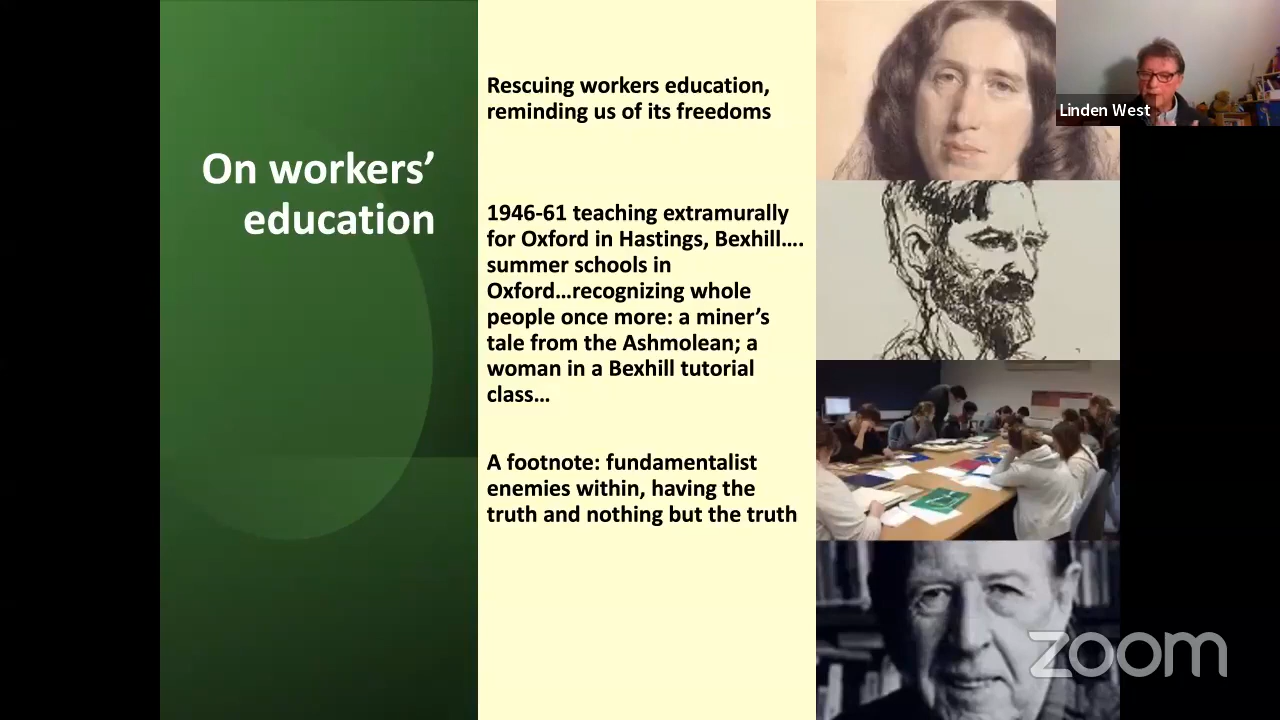 On workers’
education
Rescuing workers education,
reminding us of its freedoms
1946-61 teaching extramurally
for Oxford in Hastings, Bexhill….
summer schools in
Oxford…recognizing whole
people once more: a miner’s
tale from the Ashmolean; a
woman in a Bexhill tutorial
class…
A footnote: fundamentalist
enemies within, having the
truth and nothing but the truth
Linden West
zoom